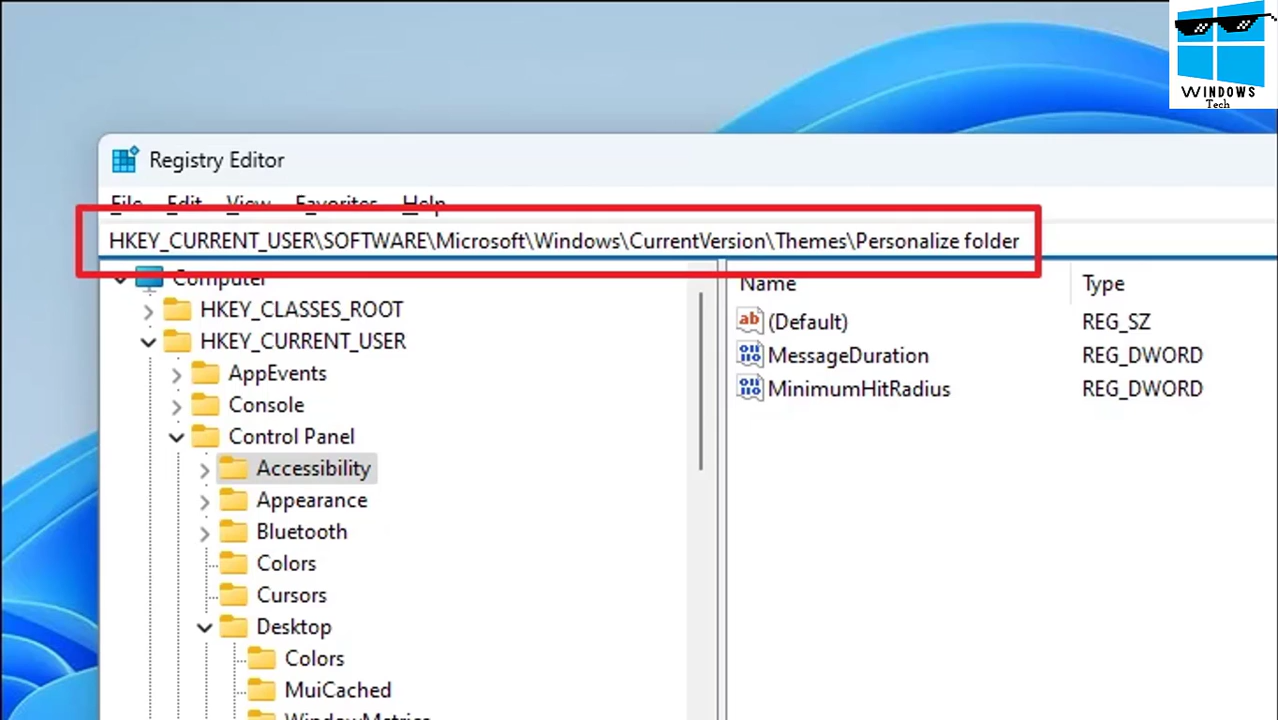 WINDOWS
Tech
Registry Editor
File Edit View Favorites Help
HKEY_CURRENT_USER\SOFTWARE\Microsoft\Windows\CurrentVersion\Themes\Personalize folder
Computer
HKEY_CLASSES_ROOT
HKEY_CURRENT_USER
AppEvents
Console
Control Panel
Accessibility
Appearance
Bluetooth
Colors
Cursors
Desktop
Colors
MuiCached
WindowMetrics
Name Type
ab (Default) REG_SZ
MessageDuration REG_DWORD
MinimumHitRadius REG_DWORD